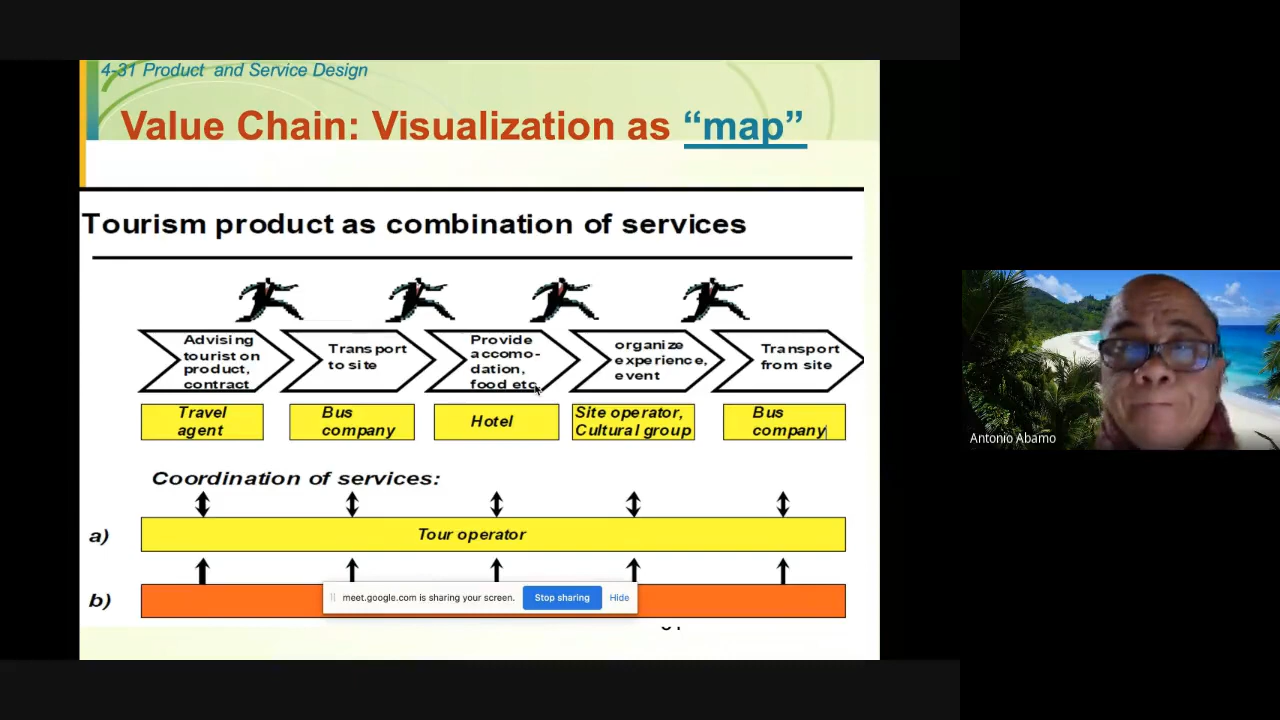 4-31 Product and Service Design
Value Chain: Visualization as “map”
Tourism product as combination of services
Advising
tourist on
product,
contract
Transport
to site
Provide
accomo-
dation,
food etc.
organize
experience,
event
Transport
from site
Travel
agent
Bus
company
Hotel
Site operator,
Cultural group
Bus
company
Coordination of services:
a)
Tour operator
b)
meet.google.com is sharing your screen.
Stop sharing
Hide
Antonio Abamo